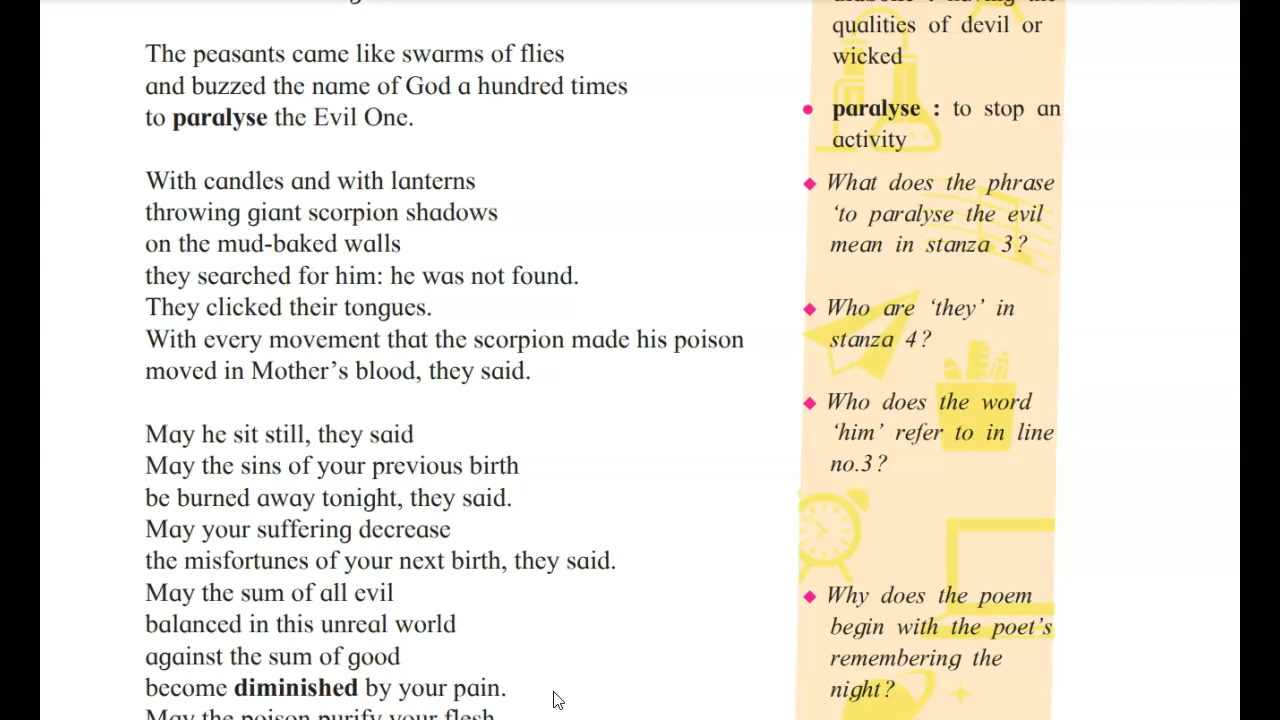 The peasants came like swarms of flies
and buzzed the name of God a hundred times
to paralyse the Evil One.
With candles and with lanterns
throwing giant scorpion shadows
on the mud-baked walls
they searched for him: he was not found.
They clicked their tongues.
With every movement that the scorpion made his poison
moved in Mother's blood, they said.
May he sit still, they said
May the sins of your previous birth
be burned away tonight, they said.
May your suffering decrease
the misfortunes of your next birth, they said.
May the sum of all evil
balanced in this unreal world
against the sum of good
become diminished by your pain.
May the poison purify your flesh
qualities of devil or
wicked
• paralyse : to stop an
activity
◆ What does the phrase
'to paralyse the evil
mean in stanza 3?
◆ Who are 'they' in
stanza 4?
◆ Who does the word
'him' refer to in line
no.3?
◆ Why does the poem
begin with the poet's
remembering the
night?